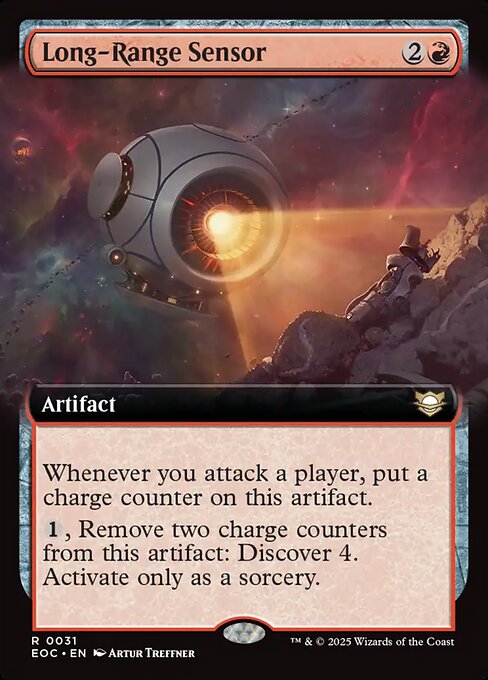 Long-Range Sensor 2
Artifact
Whenever you attack a player, put a
charge counter on this artifact.
1, Remove two charge counters
from this artifact: Discover 4.
Activate only as a sorcery.
R 0031
EOC • EN Artur Treffner
™ & © 2025 Wizards of the Coast